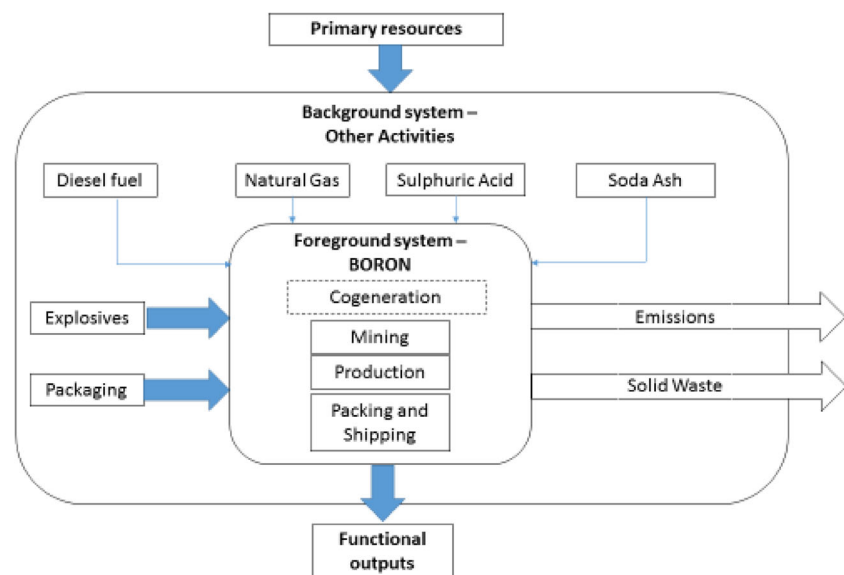 Primary resources
Background system –
Other Activities
Diesel fuel
Natural Gas
Sulphuric Acid
Soda Ash
Foreground system –
BORON
Cogeneration
Explosives
Emissions
Mining
Production
Packaging
Solid Waste
Packing and
Shipping
Functional
outputs